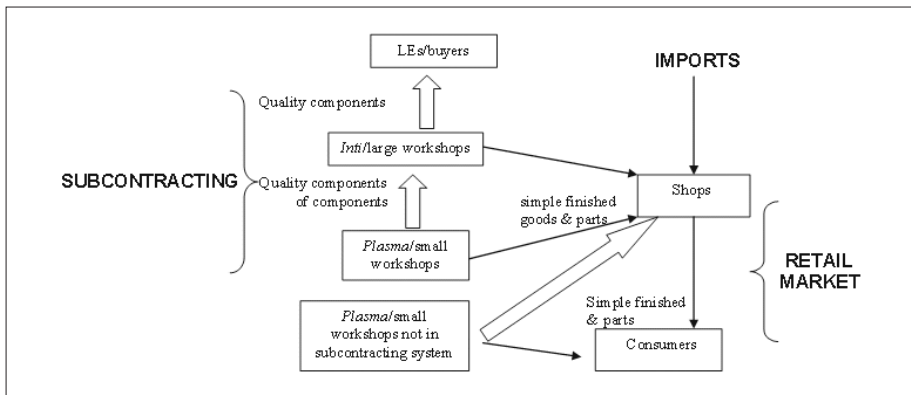 LEs/buyers
IMPORTS
Quality components
Inti/large workshops
SUBCONTRACTING
Quality components
of components
Shops
simple finished
goods & parts
Plasma/small
workshops
RETAIL
MARKET
Plasma/small
workshops not in
subcontracting system
Simple finished
& parts
Consumers